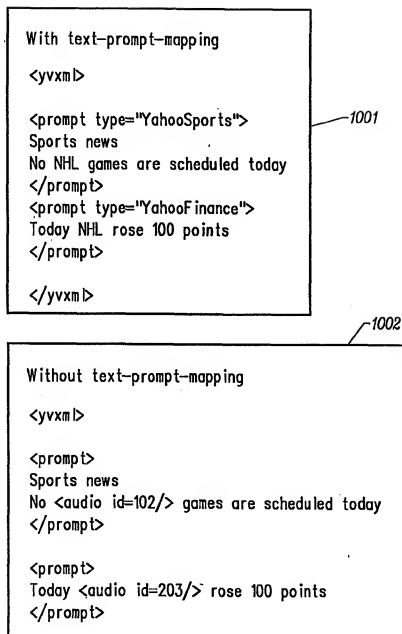 With text-prompt-mapping
<yvxml>
<prompt type="YahooSports">
Sports news
No NHL games are scheduled today
</prompt>
<prompt type="YahooFinance">
Today NHL rose 100 points
</prompt>
</yvxml>
1001
1002
Without text-prompt-mapping
<yvxml>
<prompt>
Sports news
No <audio id=102/> games are scheduled today
</prompt>
<prompt>
Today <audio id=203/> rose 100 points
</prompt>